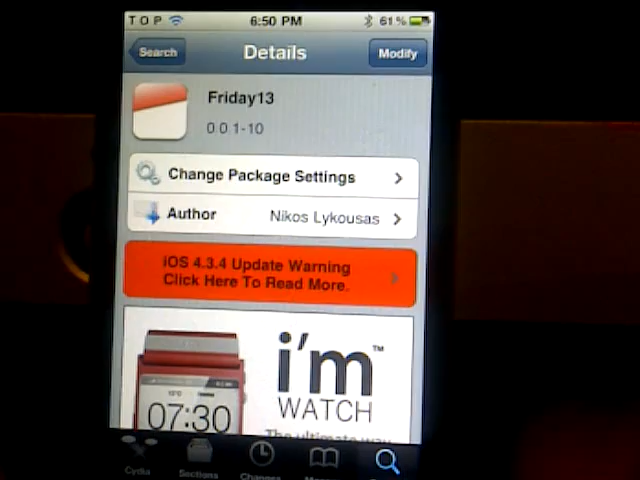 TOP 6:50 PM 61%
Search Details Modify
Friday13
0 0 1-10
Change Package Settings
Author Nikos Lykousas
iOS 4.3.4 Update Warning
Click Here To Read More.
i'm™
WATCH
07:30
The ultimate way
Cydia Sections Changes